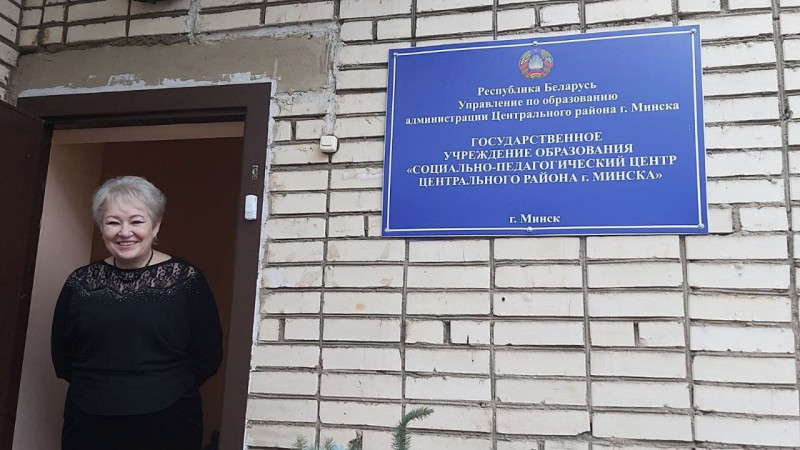 Республика Беларусь
Управление по образованию
администрации Центрального района г. Минска
ГОСУДАРСТВЕННОЕ
УЧРЕЖДЕНИЕ ОБРАЗОВАНИЯ
«СОЦИАЛЬНО-ПЕДАГОГИЧЕСКИЙ ЦЕНТР
ЦЕНТРАЛЬНОГО РАЙОНА г. МИНСКА»
г. Минск